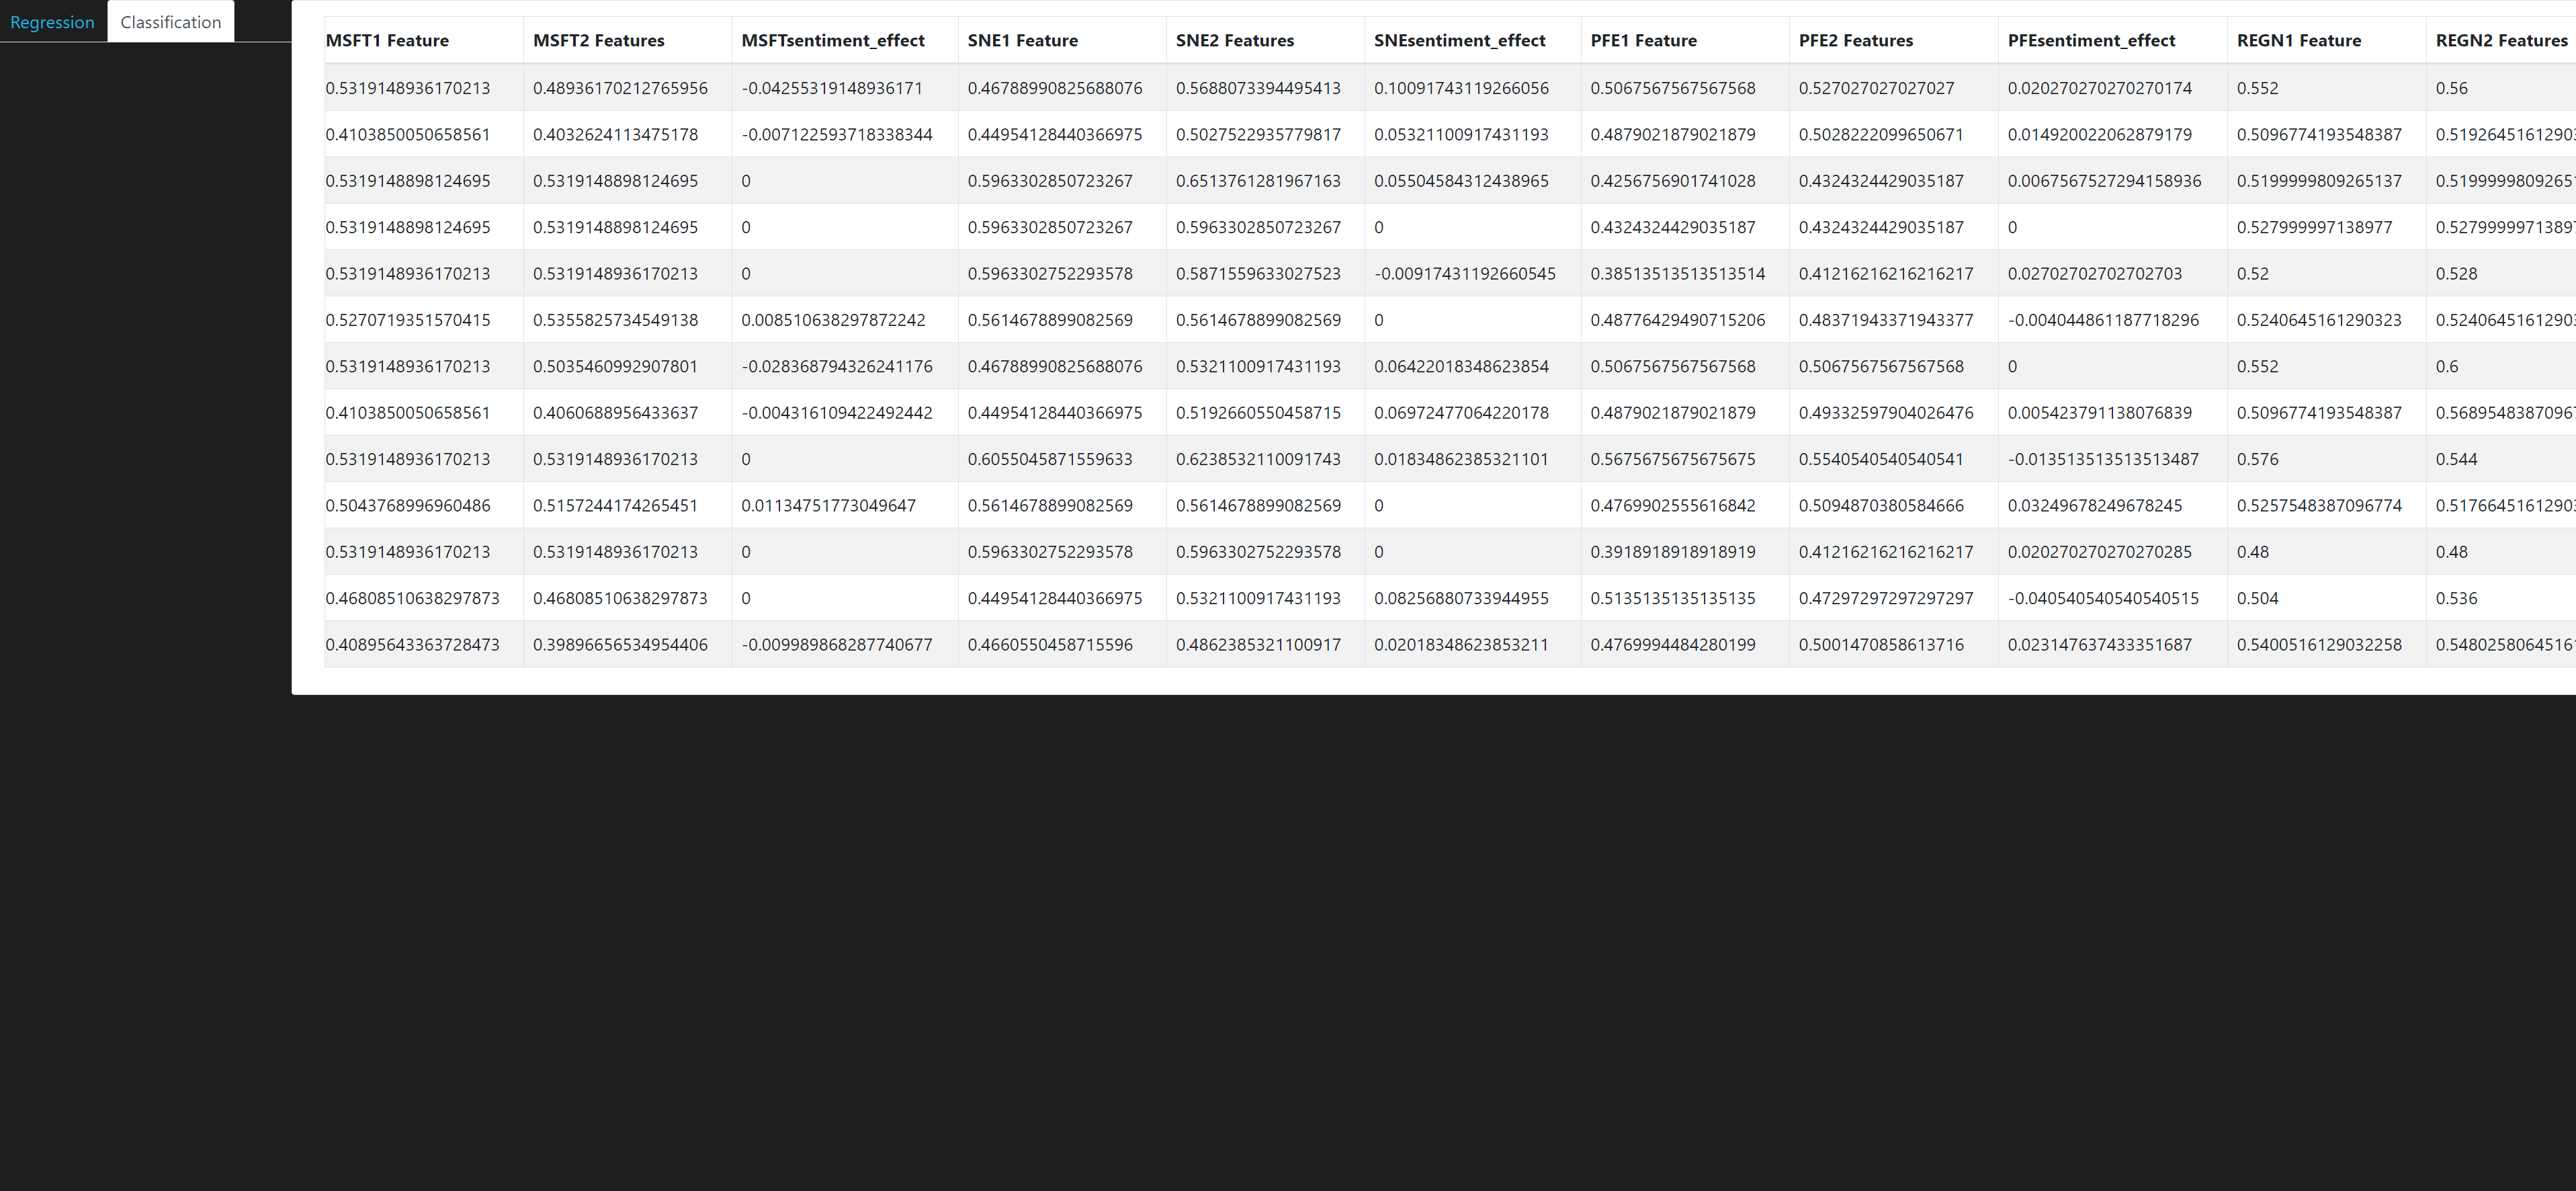 Regression Classification
MSFT1 Feature MSFT2 Features MSFTsentiment_effect SNE1 Feature SNE2 Features SNEsentiment_effect PFE1 Feature PFE2 Features PFEsentiment_effect REGN1 Feature REGN2 Features
0.5319148936170213 0.48936170212765956 -0.04255319148936171 0.46788990825688076 0.5688073394495413 0.10091743119266056 0.5067567567567568 0.527027027027027 0.020270270270270174 0.552 0.56
0.4103850050658561 0.4032624113475178 -0.007122593718338344 0.44954128440366975 0.5027522935779817 0.05321100917431193 0.4879021879021879 0.5028222099650671 0.014920022062879179 0.5096774193548387 0.51926451612903
0.5319148898124695 0.5319148898124695 0 0.5963302850723267 0.6513761281967163 0.05504584312438965 0.4256756901741028 0.4324324429035187 0.0067567527294158936 0.5199999809265137 0.51999998092651
0.5319148898124695 0.5319148898124695 0 0.5963302850723267 0.5963302850723267 0 0.4324324429035187 0.4324324429035187 0 0.527999997138977 0.52799999713897
0.5319148936170213 0.5319148936170213 0 0.5963302752293578 0.5871559633027523 -0.00917431192660545 0.38513513513513514 0.41216216216216217 0.02702702702702703 0.52 0.528
0.5270719351570415 0.5355825734549138 0.008510638297872242 0.5614678899082569 0.5614678899082569 0 0.48776429490715206 0.48371943371943377 -0.004044861187718296 0.5240645161290323 0.52406451612903
0.5319148936170213 0.5035460992907801 -0.028368794326241176 0.46788990825688076 0.5321100917431193 0.06422018348623854 0.5067567567567568 0.5067567567567568 0 0.552 0.6
0.4103850050658561 0.4060688956433637 -0.004316109422492442 0.44954128440366975 0.5192660550458715 0.06972477064220178 0.4879021879021879 0.49332597904026476 0.005423791138076839 0.5096774193548387 0.56895483870967
0.5319148936170213 0.5319148936170213 0 0.6055045871559633 0.6238532110091743 0.01834862385321101 0.5675675675675675 0.5540540540540541 -0.013513513513513487 0.576 0.544
0.5043768996960486 0.5157244174265451 0.01134751773049647 0.5614678899082569 0.5614678899082569 0 0.4769902555616842 0.5094870380584666 0.03249678249678245 0.5257548387096774 0.51766451612903
0.5319148936170213 0.5319148936170213 0 0.5963302752293578 0.5963302752293578 0 0.3918918918918919 0.41216216216216217 0.020270270270270285 0.48 0.48
0.46808510638297873 0.46808510638297873 0 0.44954128440366975 0.5321100917431193 0.08256880733944955 0.5135135135135135 0.47297297297297297 -0.040540540540540515 0.504 0.536
0.40895643363728473 0.39896656534954406 -0.009989868287740677 0.4660550458715596 0.4862385321100917 0.02018348623853211 0.4769994484280199 0.5001470858613716 0.023147637433351687 0.5400516129032258 0.54802580645161